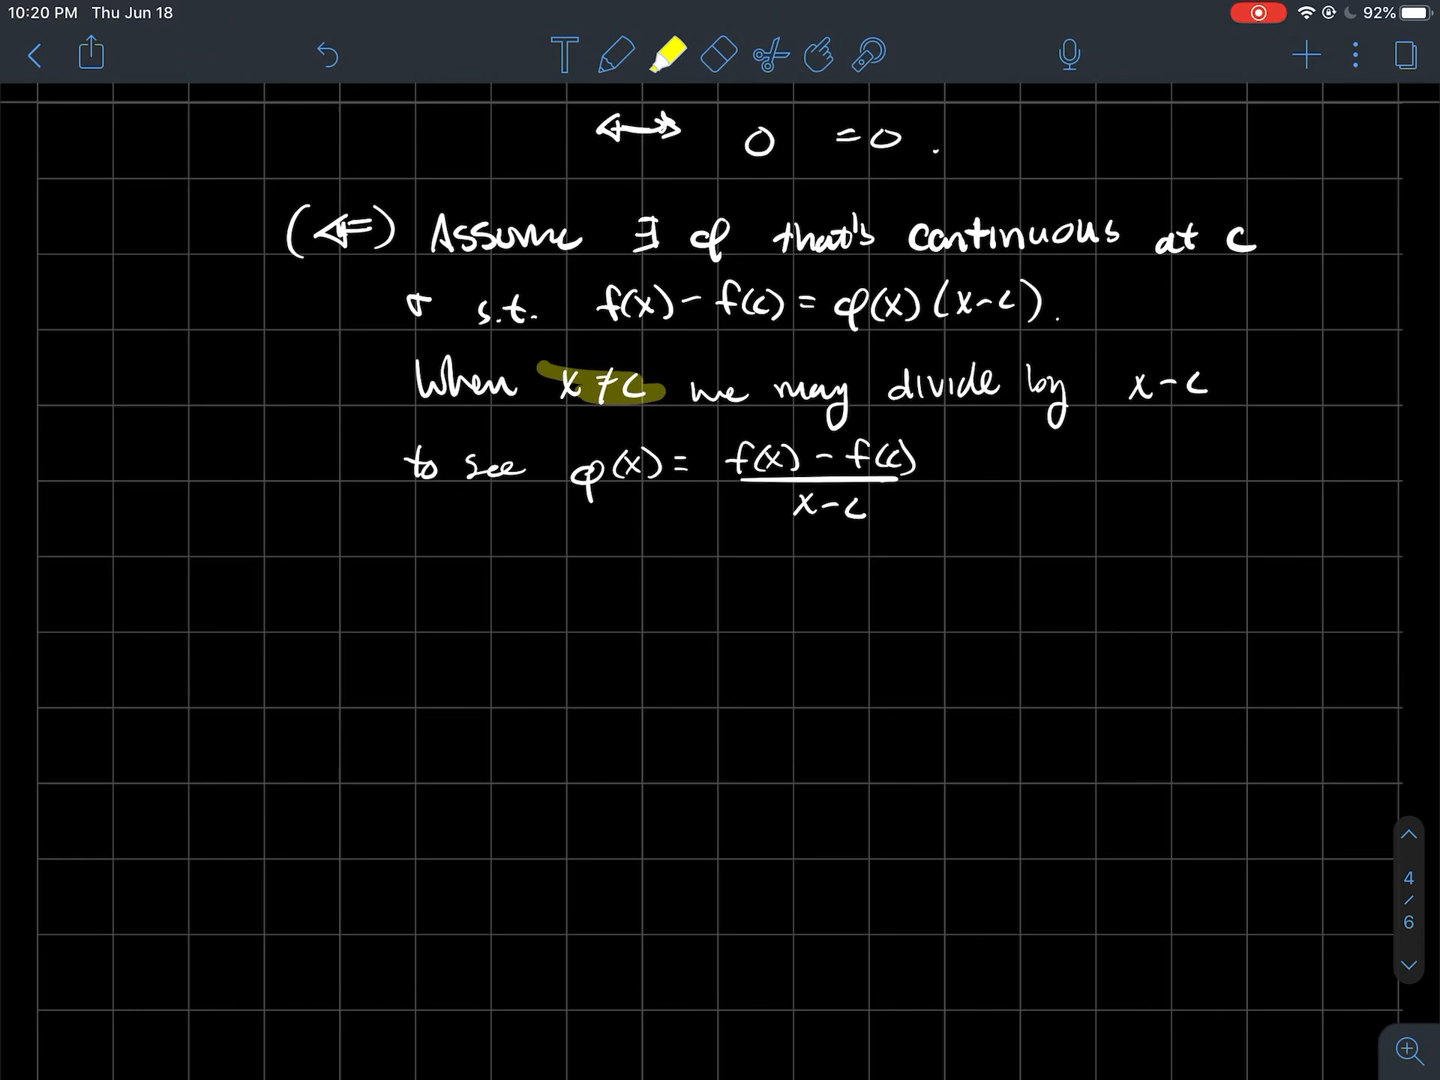 10:20 PM Thu Jun 18
92%
↔ 0 = 0 .
(⇐) Assume ∃ φ that's continuous at c
& s.t. f(x) - f(c) = φ(x) (x-c).
When x ≠ c we may divide by x-c
to see φ(x) = \frac{f(x) - f(c)}{x-c}
4
/
6